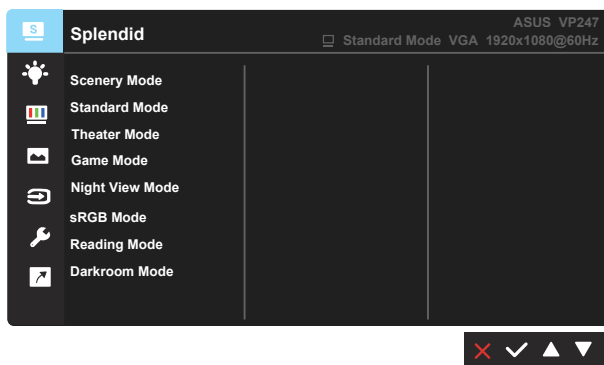 S
Splendid
ASUS VP247
Standard Mode VGA 1920x1080@60Hz
Scenery Mode
Standard Mode
Theater Mode
Game Mode
Night View Mode
sRGB Mode
Reading Mode
Darkroom Mode